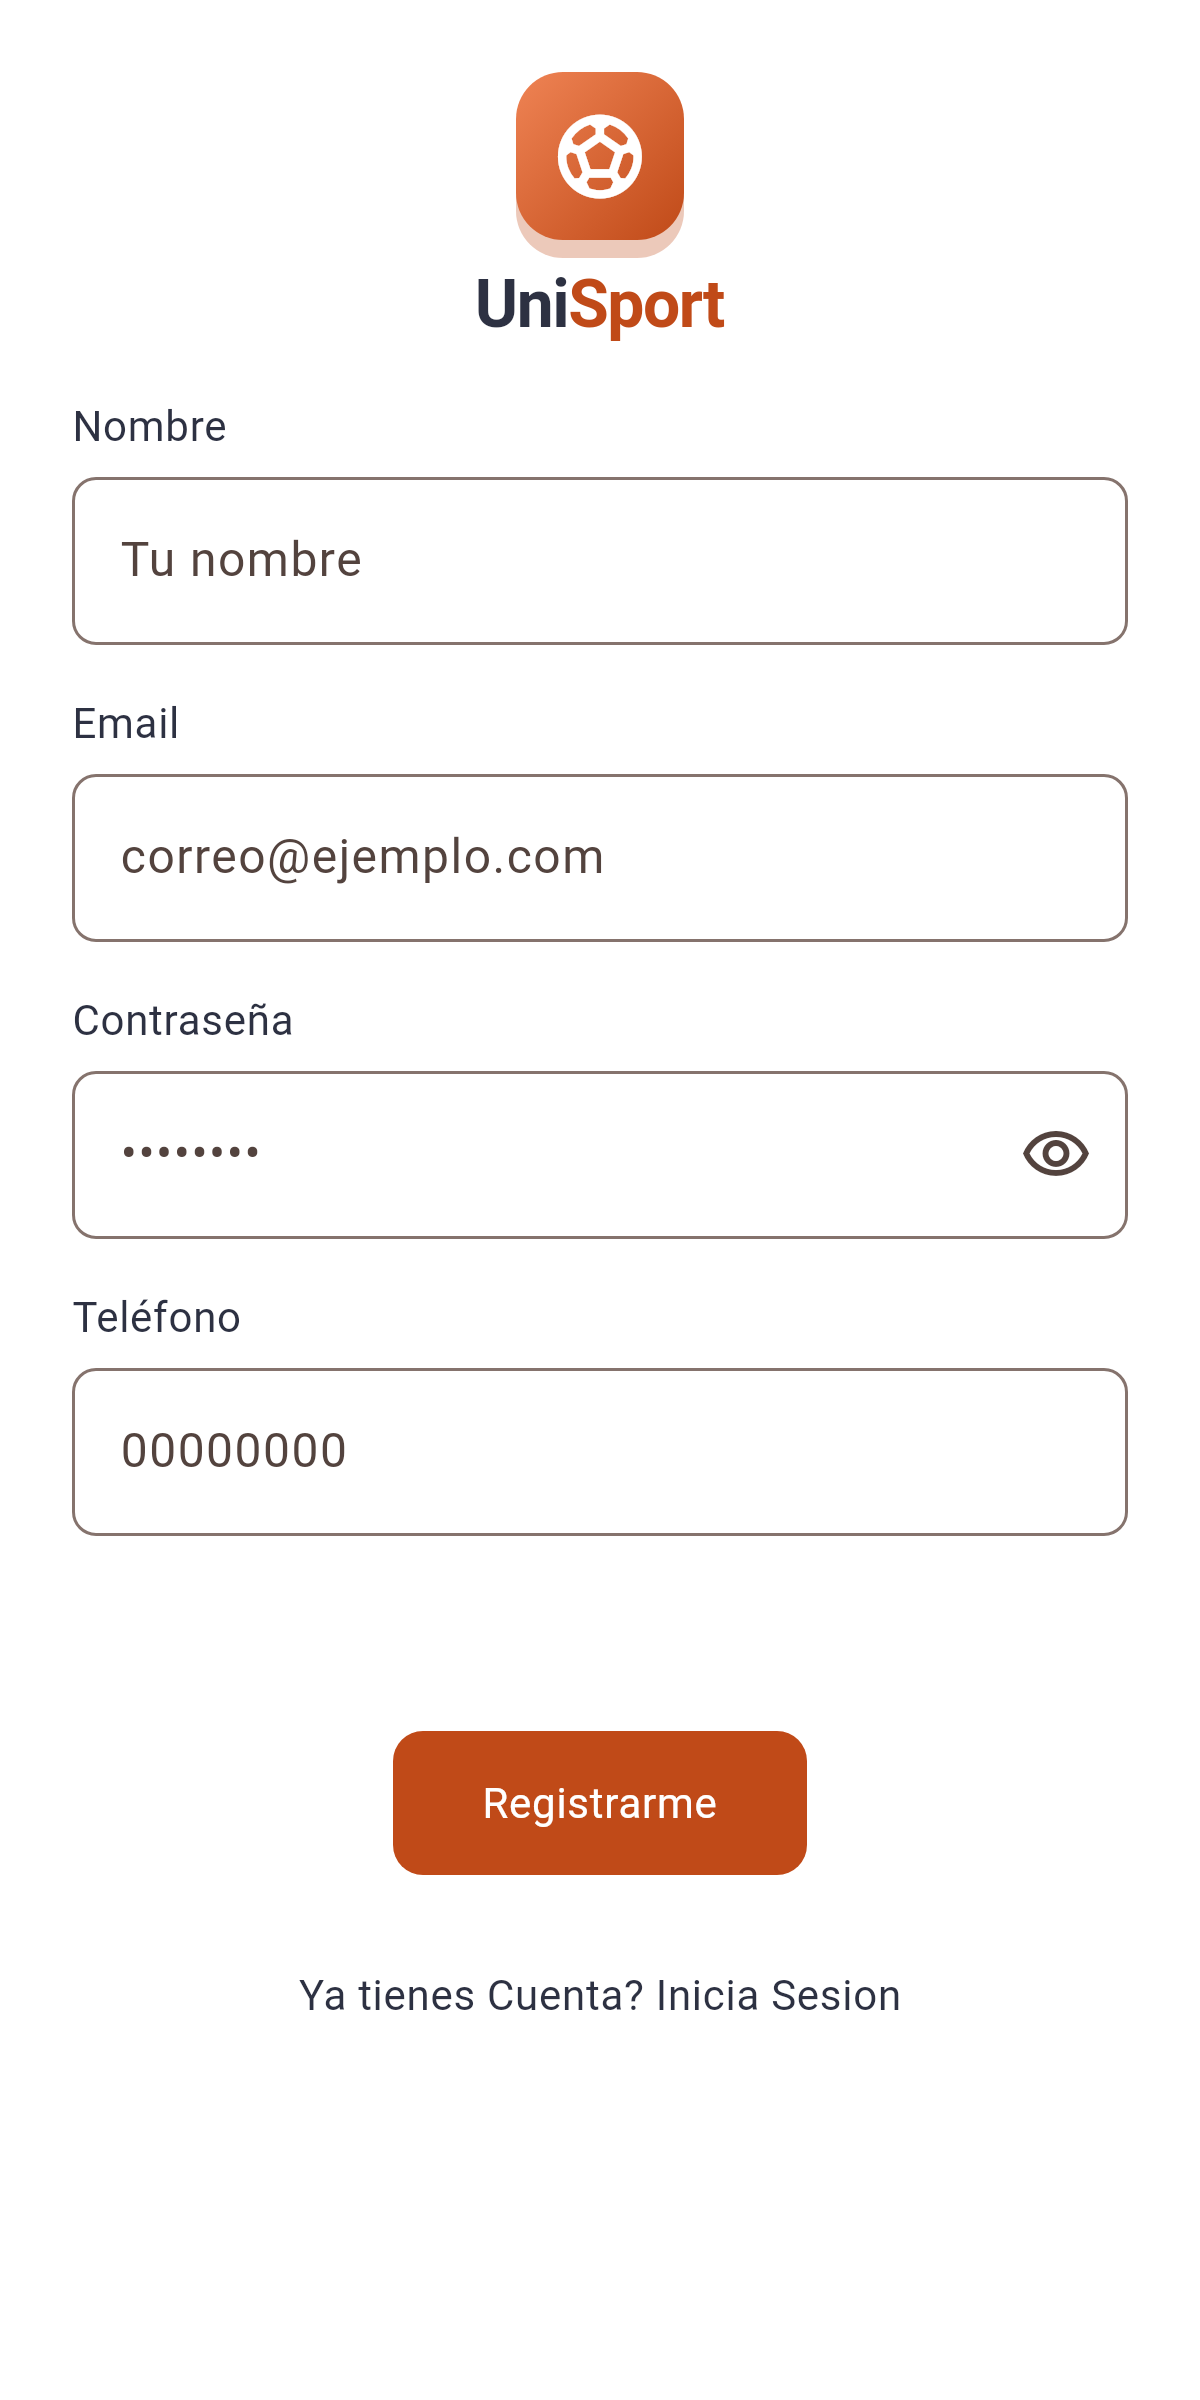 UniSport
Nombre
Tu nombre
Email
correo@ejemplo.com
Contraseña
••••••••
Teléfono
00000000
Registrarme
Ya tienes Cuenta? Inicia Sesion